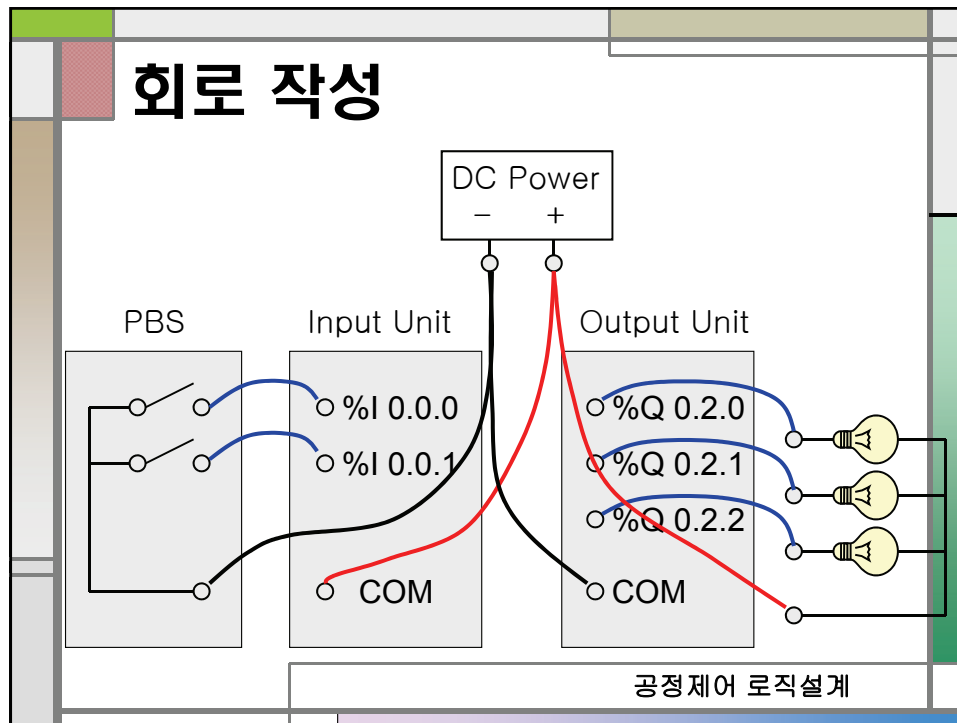 회로 작성
DC Power
− +
PBS
Input Unit
Output Unit
%I 0.0.0
%I 0.0.1
COM
%Q 0.2.0
%Q 0.2.1
%Q 0.2.2
COM
공정제어 로직설계